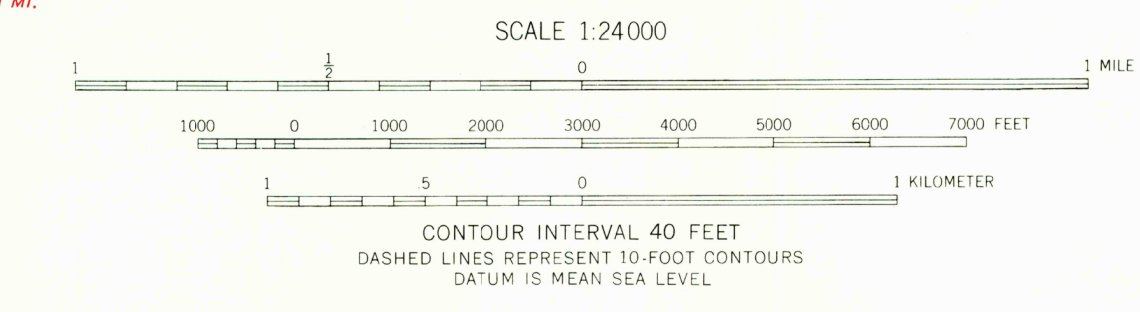 MI.
SCALE 1:24000
1 1/2 0 1 MILE
1000 0 1000 2000 3000 4000 5000 6000 7000 FEET
1 .5 0 1 KILOMETER
CONTOUR INTERVAL 40 FEET
DASHED LINES REPRESENT 10-FOOT CONTOURS
DATUM IS MEAN SEA LEVEL